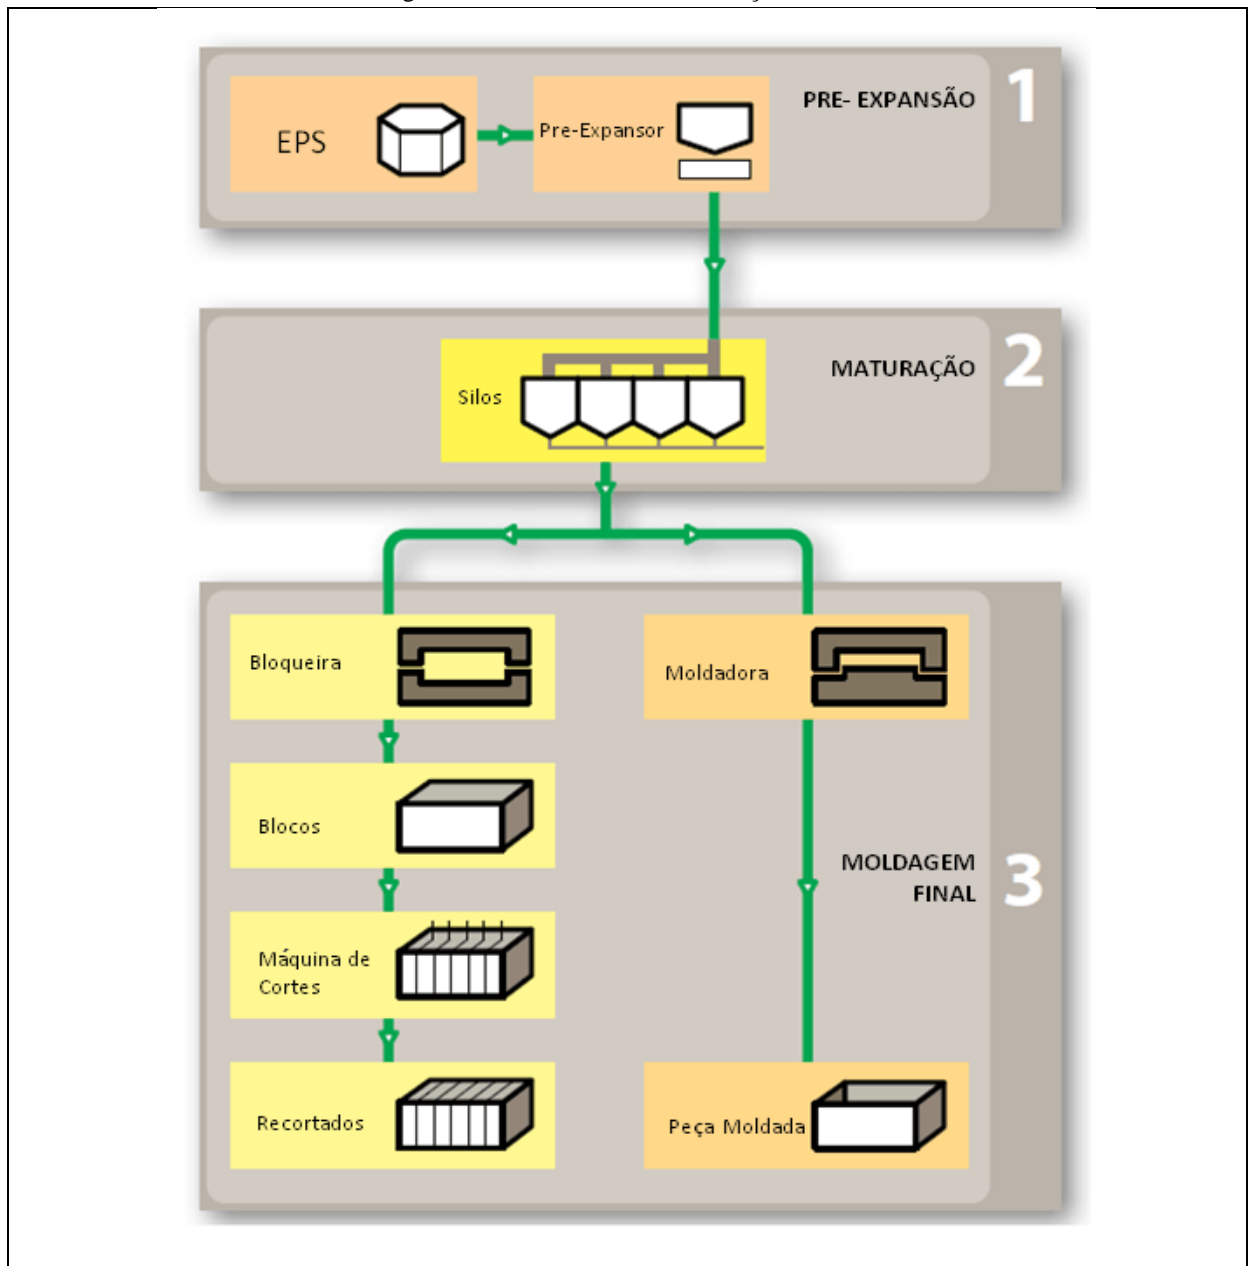 PRE- EXPANSÃO
1
EPS
Pre-Expansor
MATURAÇÃO
2
Silos
Bloqueira
Moldadora
Blocos
MOLDAGEM
FINAL
3
Máquina de
Cortes
Recortados
Peça Moldada